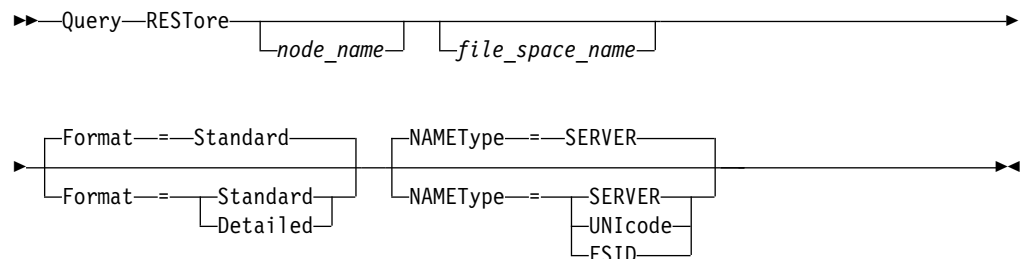 Query RESTore
node_name file_space_name
Format = Standard NAMEType = SERVER
Format = Standard NAMEType = SERVER
Detailed UNIcode
FSID